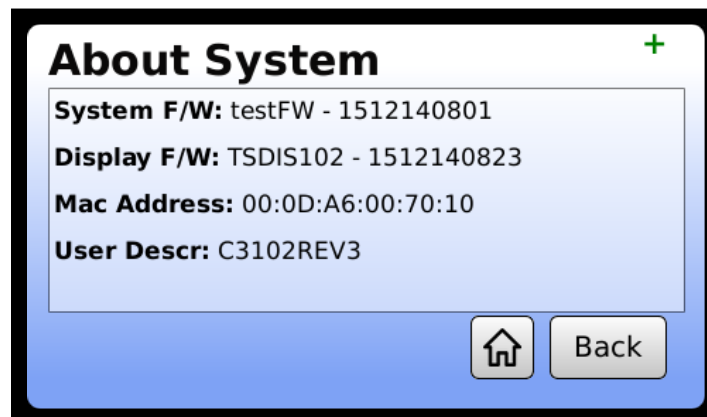 About System
+
System F/W: testFW - 1512140801
Display F/W: TSDIS102 - 1512140823
Mac Address: 00:0D:A6:00:70:10
User Descr: C3102REV3
Back